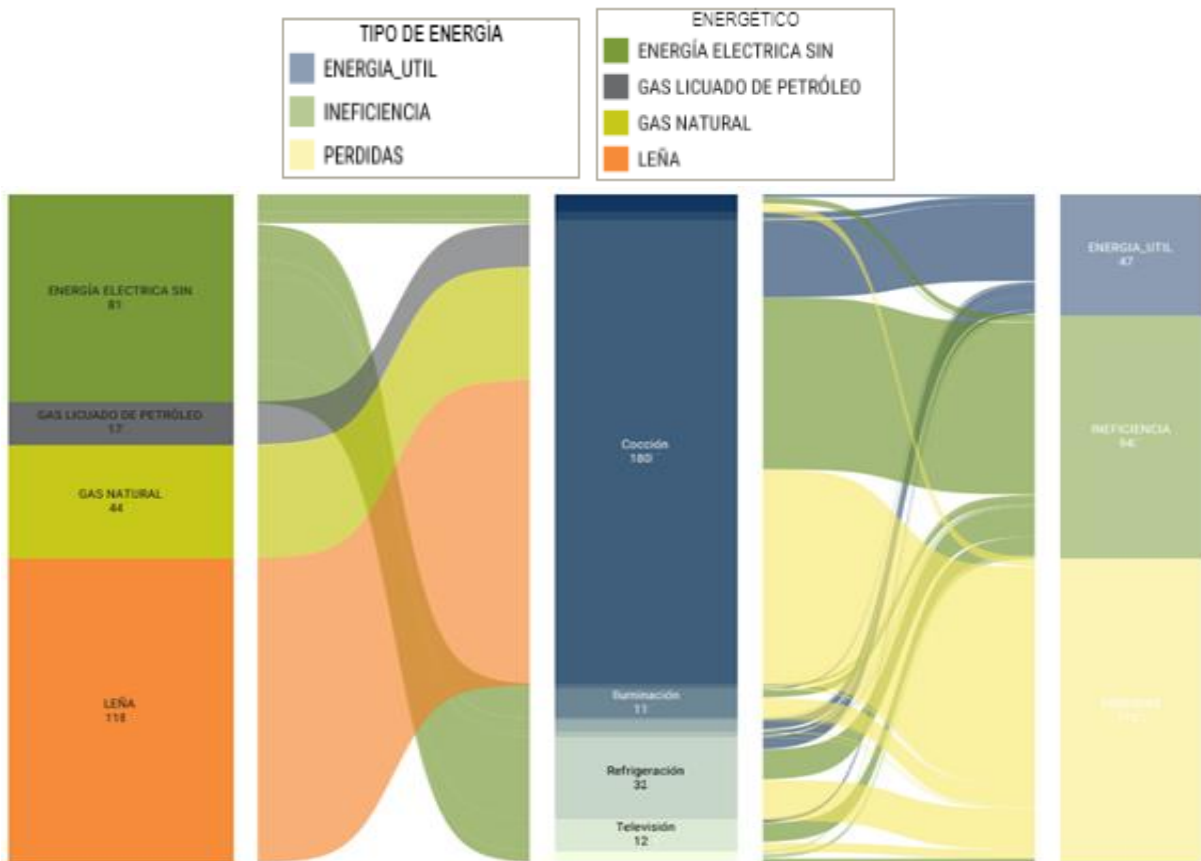 TIPO DE ENERGÍA
ENERGIA_UTIL
INEFICIENCIA
PERDIDAS
ENERGÉTICO
ENERGÍA ELECTRICA SIN
GAS LICUADO DE PETRÓLEO
GAS NATURAL
LEÑA
ENERGÍA ELECTRICA SIN
81
GAS LICUADO DE PETRÓLEO
17
GAS NATURAL
44
LEÑA
118
Cocción
180
Iluminación
11
Refrigeración
32
Televisión
12
ENERGIA_UTIL
47
INEFICIENCIA
94